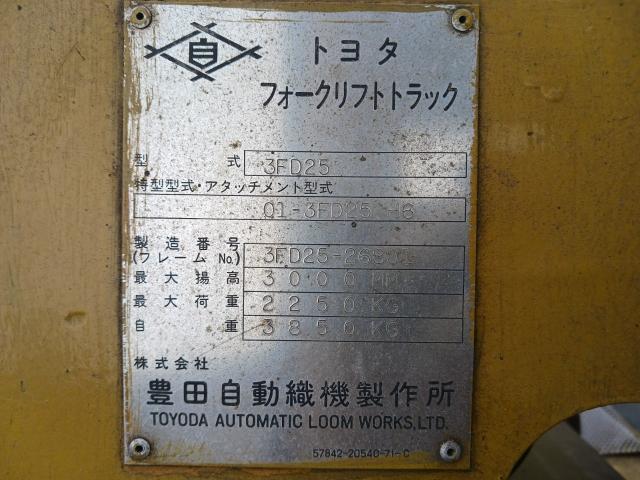 自
トヨタ
フォークリフトトラック
型式 3FD25
特型型式・アタッチメント型式
01-3FD25 -6
製造番号
(フレームNo.)
最大揚高 3000MM
最大荷重 2250KG
自重 3850KG
株式会社
豊田自動織機製作所
TOYODA AUTOMATIC LOOM WORKS,LTD.
57842-20540-71-C